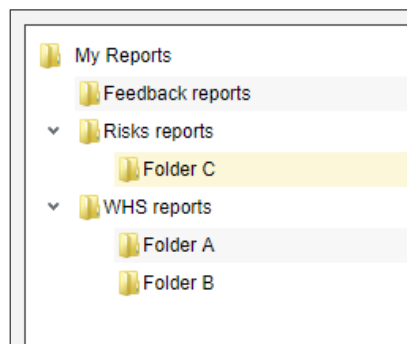 My Reports
Feedback reports
Risks reports
Folder C
WHS reports
Folder A
Folder B